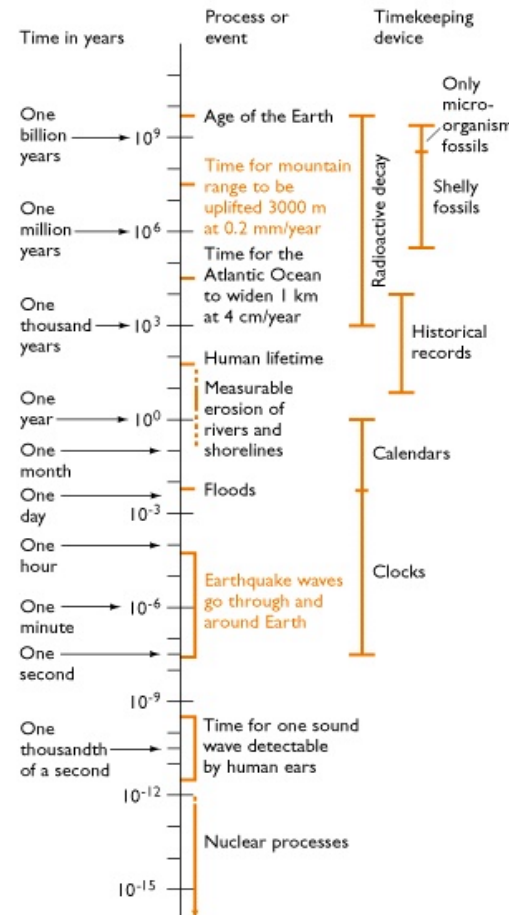 Time in years
Process or
event
Timekeeping
device
One
billion
years
10⁹
Age of the Earth
Only
micro-
organism
fossils
Time for mountain
range to be
uplifted 3000 m
at 0.2 mm/year
Radioactive decay
Shelly
fossils
One
million
years
10⁶
Time for the
Atlantic Ocean
to widen 1 km
at 4 cm/year
One
thousand
years
10³
Historical
records
Human lifetime
Measurable
erosion of
rivers and
shorelines
One
year
10⁰
Calendars
One
month
One
day
Floods
10⁻³
One
hour
Clocks
Earthquake waves
go through and
around Earth
One
minute
10⁻⁶
One
second
10⁻⁹
One
thousandth
of a second
Time for one sound
wave detectable
by human ears
10⁻¹²
Nuclear processes
10⁻¹⁵